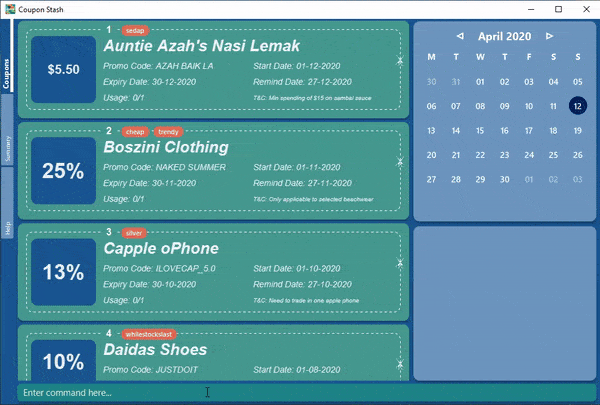 Coupon Stash
Coupons
Summary
Help
1 sedap
Auntie Azah's Nasi Lemak
$5.50
Promo Code: AZAH BAIK LA Start Date: 01-12-2020
Expiry Date: 30-12-2020 Remind Date: 27-12-2020
Usage: 0/1 T&C: Min spending of $15 on sambal sauce
2 cheap trendy
Boszini Clothing
25%
Promo Code: NAKED SUMMER Start Date: 01-11-2020
Expiry Date: 30-11-2020 Remind Date: 27-11-2020
Usage: 0/1 T&C: Only applicable to selected beachwear
3 silver
Capple oPhone
13%
Promo Code: ILOVECAP_5.0 Start Date: 01-10-2020
Expiry Date: 30-10-2020 Remind Date: 27-10-2020
Usage: 0/1 T&C: Need to trade in one apple phone
4 whilestockslast
Daidas Shoes
10%
Promo Code: JUSTDOIT Start Date: 01-08-2020
Enter command here...
April 2020
M T W T F S S
30 31 01 02 03 04 05
06 07 08 09 10 11 12
13 14 15 16 17 18 19
20 21 22 23 24 25 26
27 28 29 30 01 02 03